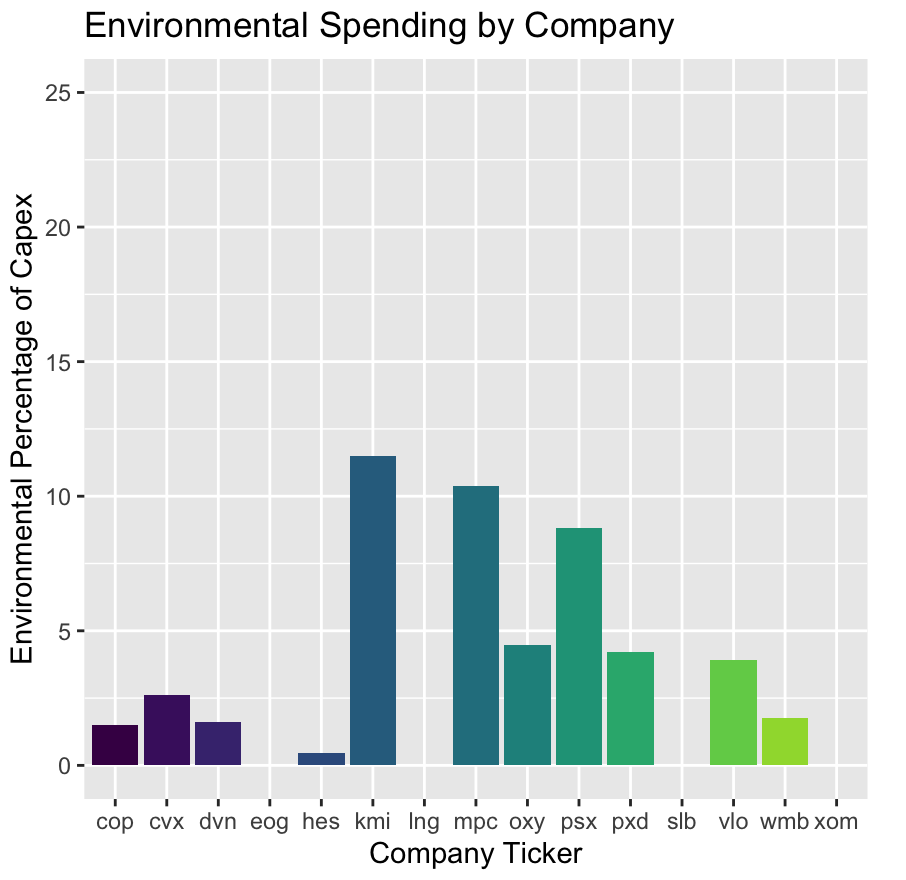 Environmental Spending by Company
Environmental Percentage of Capex
25
20
15
10
5
0
cop cvx dvn eog hes kmi lng mpc oxy psx pxd slb vlo wmb xom
Company Ticker